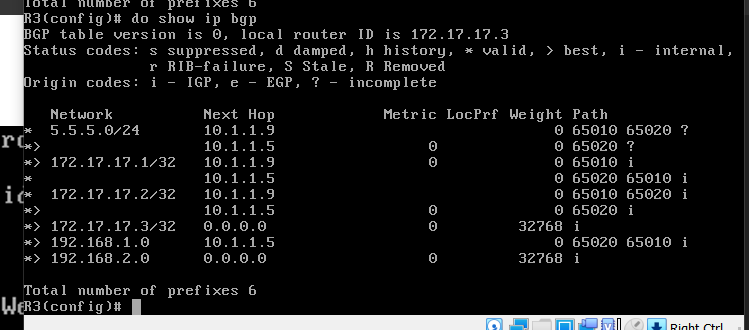 Total number of prefixes 6
R3(config)# do show ip bgp
BGP table version is 0, local router ID is 172.17.17.3
Status codes: s suppressed, d damped, h history, * valid, > best, i - internal,
              r RIB-failure, S Stale, R Removed
Origin codes: i - IGP, e - EGP, ? - incomplete
   Network          Next Hop            Metric LocPrf Weight Path
*  5.5.5.0/24       10.1.1.9                               0 65010 65020 ?
*>                  10.1.1.5                 0             0 65020 ?
*> 172.17.17.1/32   10.1.1.9                 0             0 65010 i
*                   10.1.1.5                               0 65020 65010 i
*  172.17.17.2/32   10.1.1.9                               0 65010 65020 i
*>                  10.1.1.5                 0             0 65020 i
*> 172.17.17.3/32   0.0.0.0                  0         32768 i
*> 192.168.1.0      10.1.1.5                               0 65020 65010 i
*> 192.168.2.0      0.0.0.0                  0         32768 i
Total number of prefixes 6
R3(config)#
Right Ctrl